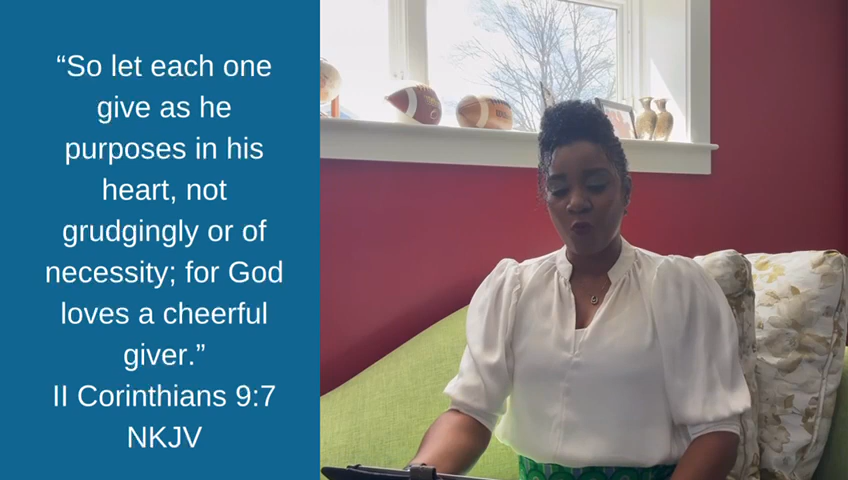 “So let each one
give as he
purposes in his
heart, not
grudgingly or of
necessity; for God
loves a cheerful
giver.”
II Corinthians 9:7
NKJV